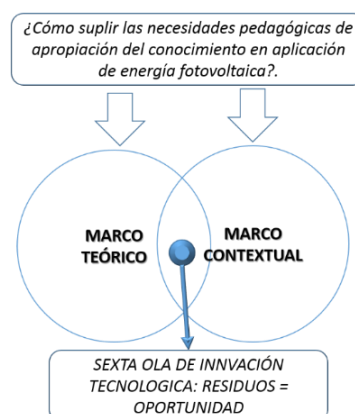 ¿Cómo suplir las necesidades pedagógicas de
apropiación del conocimiento en aplicación
de energía fotovoltaica?.
MARCO
TEÓRICO
MARCO
CONTEXTUAL
SEXTA OLA DE INNVACIÓN
TECNOLOGICA: RESIDUOS =
OPORTUNIDAD